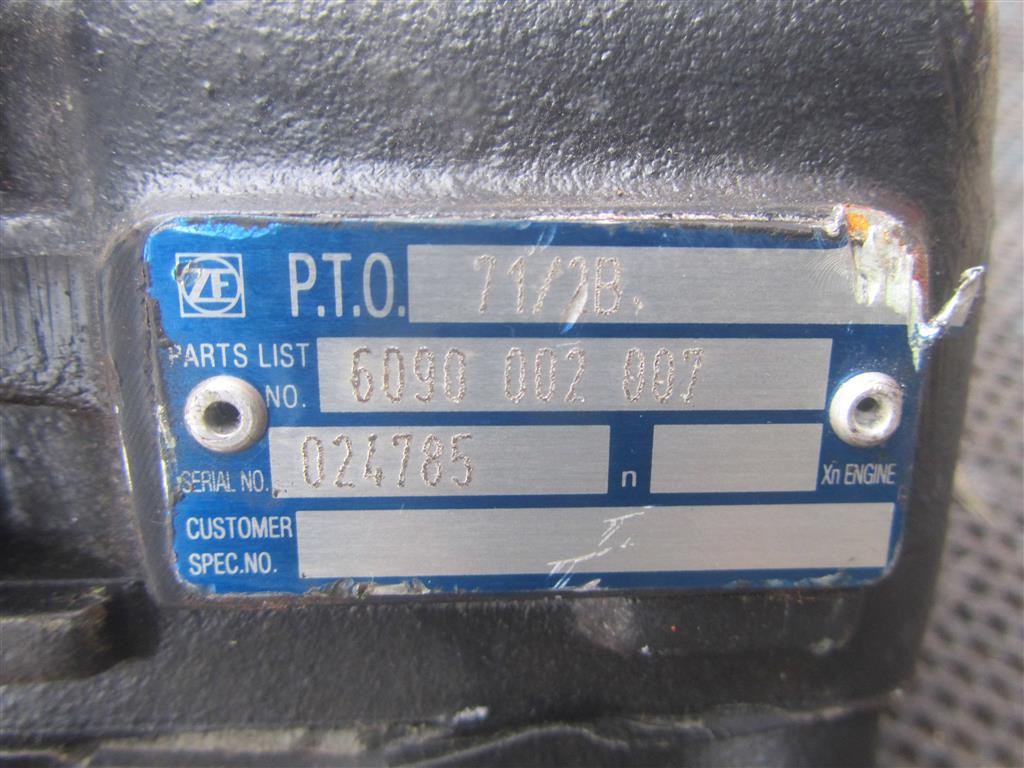 ZF P.T.O. 71/2B
PARTS LIST
NO. 6090 002 007
SERIAL NO. 024785 n Xn ENGINE
CUSTOMER
SPEC.NO.